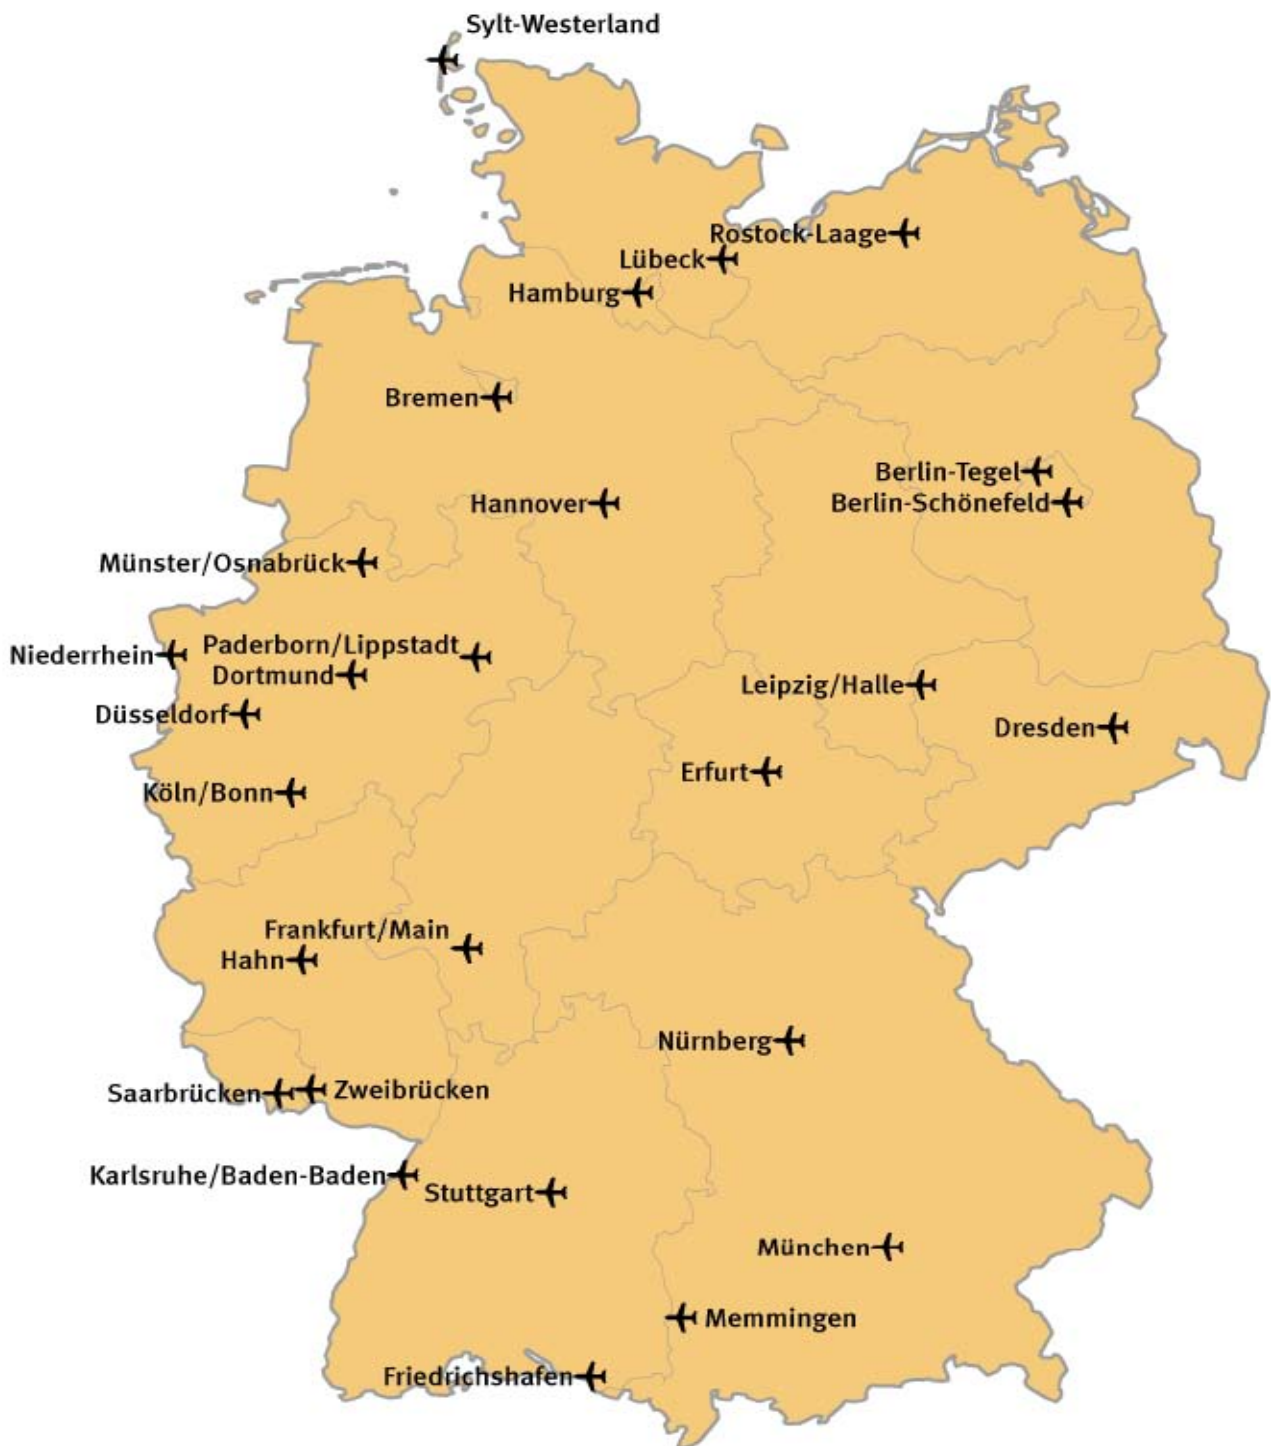 Sylt-Westerland
Rostock-Laage
Lübeck
Hamburg
Bremen
Berlin-Tegel
Berlin-Schönefeld
Hannover
Münster/Osnabrück
Niederrhein
Paderborn/Lippstadt
Dortmund
Leipzig/Halle
Düsseldorf
Dresden
Erfurt
Köln/Bonn
Frankfurt/Main
Hahn
Nürnberg
Saarbrücken
Zweibrücken
Karlsruhe/Baden-Baden
Stuttgart
München
Memmingen
Friedrichshafen